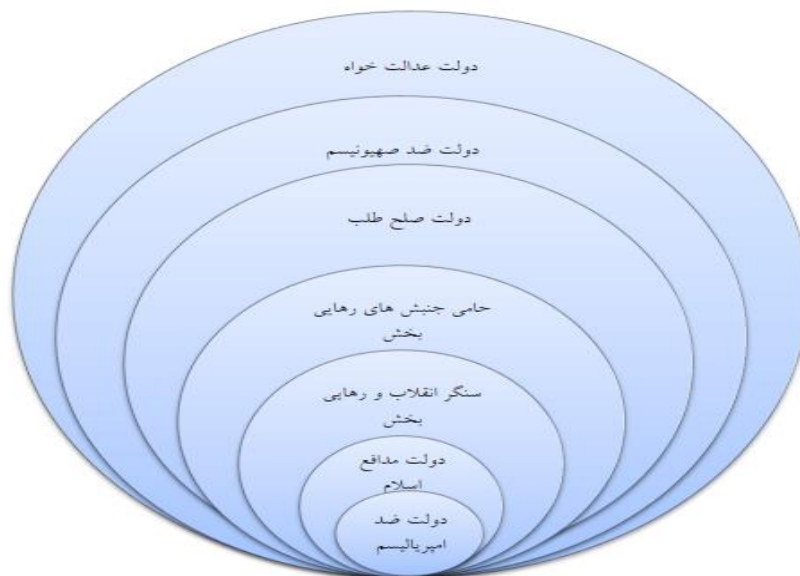 دولت عدالت خواه
دولت ضد صهیونیسم
دولت صلح طلب
حامی جنبش های رهایی
بخش
سنگر انقلاب و رهایی
بخش
دولت مدافع
اسلام
دولت ضد
امپریالیسم